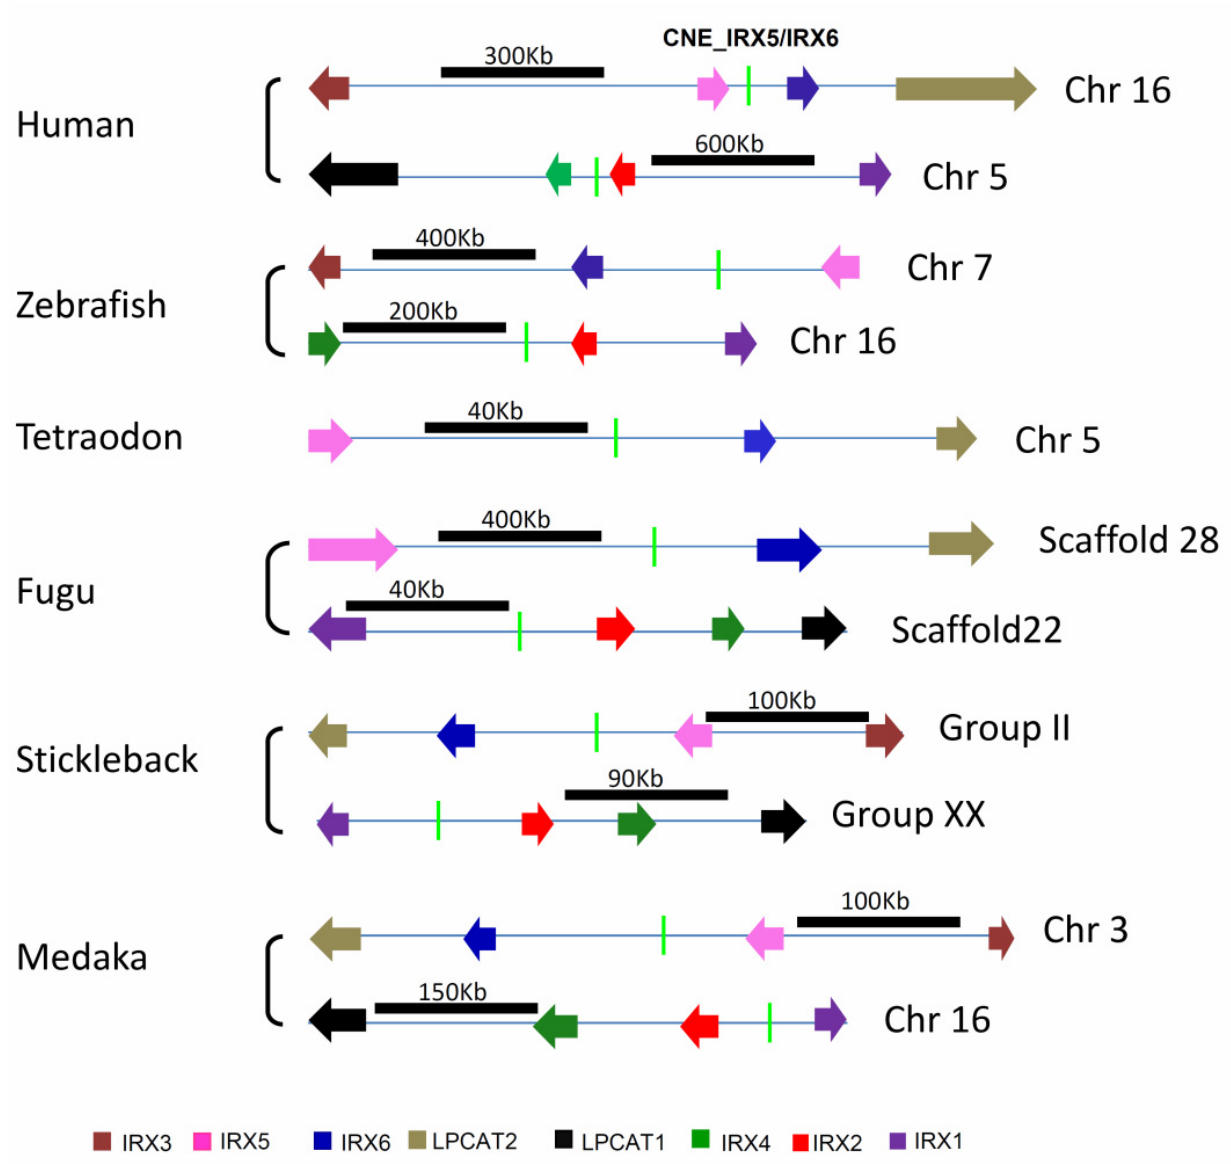 CNE_IRX5/IRX6
300Kb
Chr 16
Human
600Kb
Chr 5
400Kb
Chr 7
Zebrafish
200Kb
Chr 16
40Kb
Tetraodon
Chr 5
400Kb
Scaffold 28
Fugu
40Kb
Scaffold22
100Kb
Group II
Stickleback
90Kb
Group XX
100Kb
Chr 3
Medaka
150Kb
Chr 16
IRX3 IRX5 IRX6 LPCAT2 LPCAT1 IRX4 IRX2 IRX1